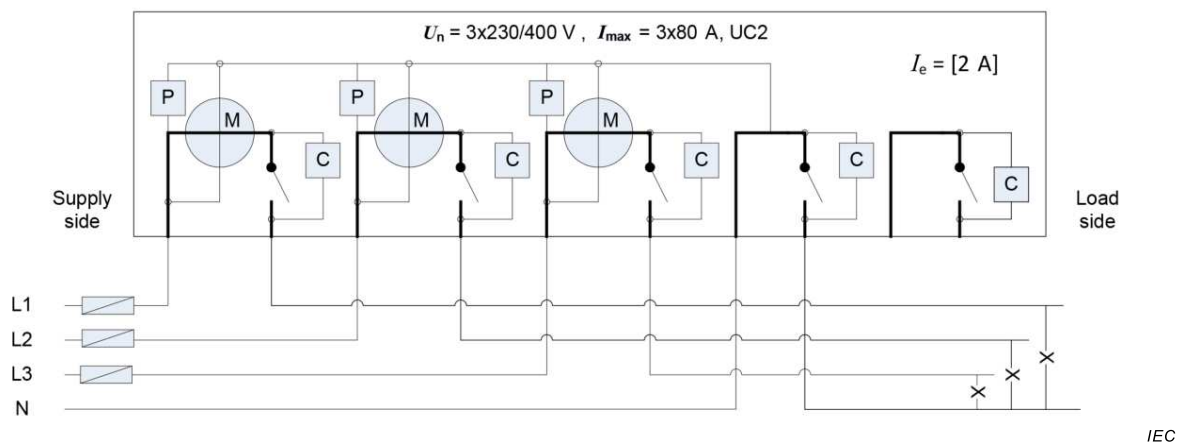 Un = 3x230/400 V , Imax = 3x80 A, UC2
Ie = [2 A]
P
P
P
M
M
M
C
C
C
C
C
Supply
side
Load
side
L1
L2
L3
N
X
X
X
IEC